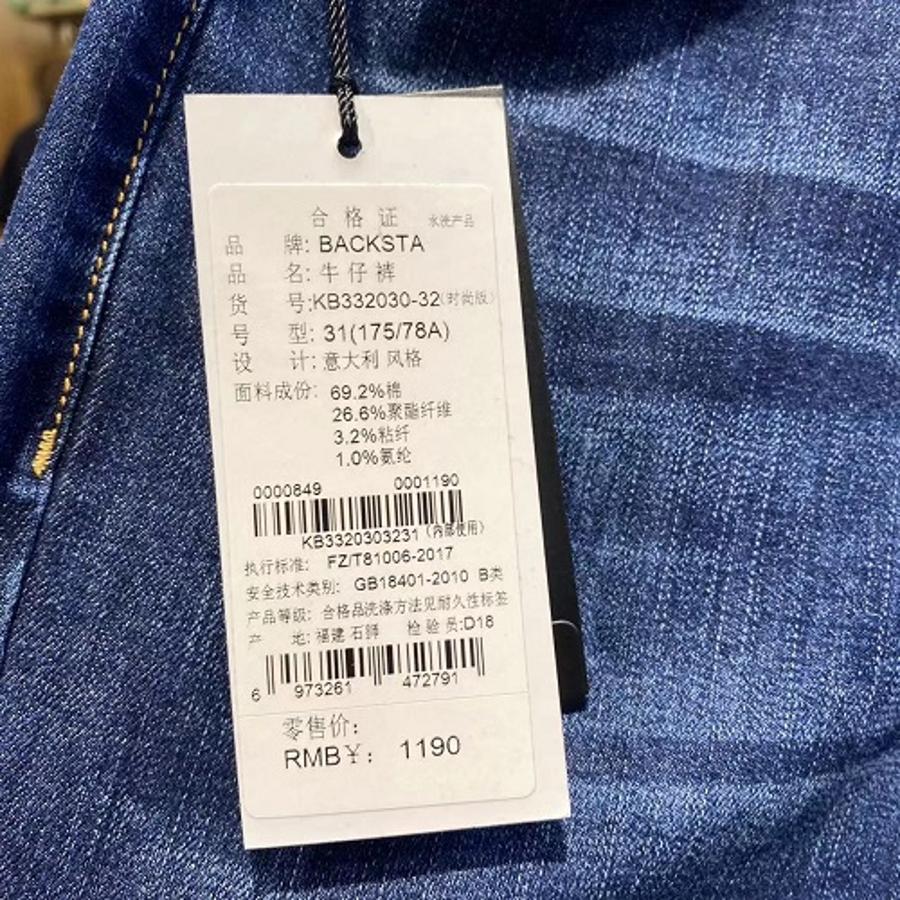 合格证 水洗产品
品 牌: BACKSTA
品 名: 牛仔裤
货 号:KB332030-32(时尚版)
号 型: 31(175/78A)
设 计: 意大利 风格
面料成份: 69.2%棉
26.6%聚酯纤维
3.2%粘纤
1.0%氨纶
0000849 0001190
KB3320303231(内部使用)
执行标准: FZ/T81006-2017
安全技术类别: GB18401-2010 B类
产品等级: 合格品洗涤方法见耐久性标签
产 地: 福建 石狮 检 验 员:D18
6 973261 472791
零售价:
RMB¥: 1190